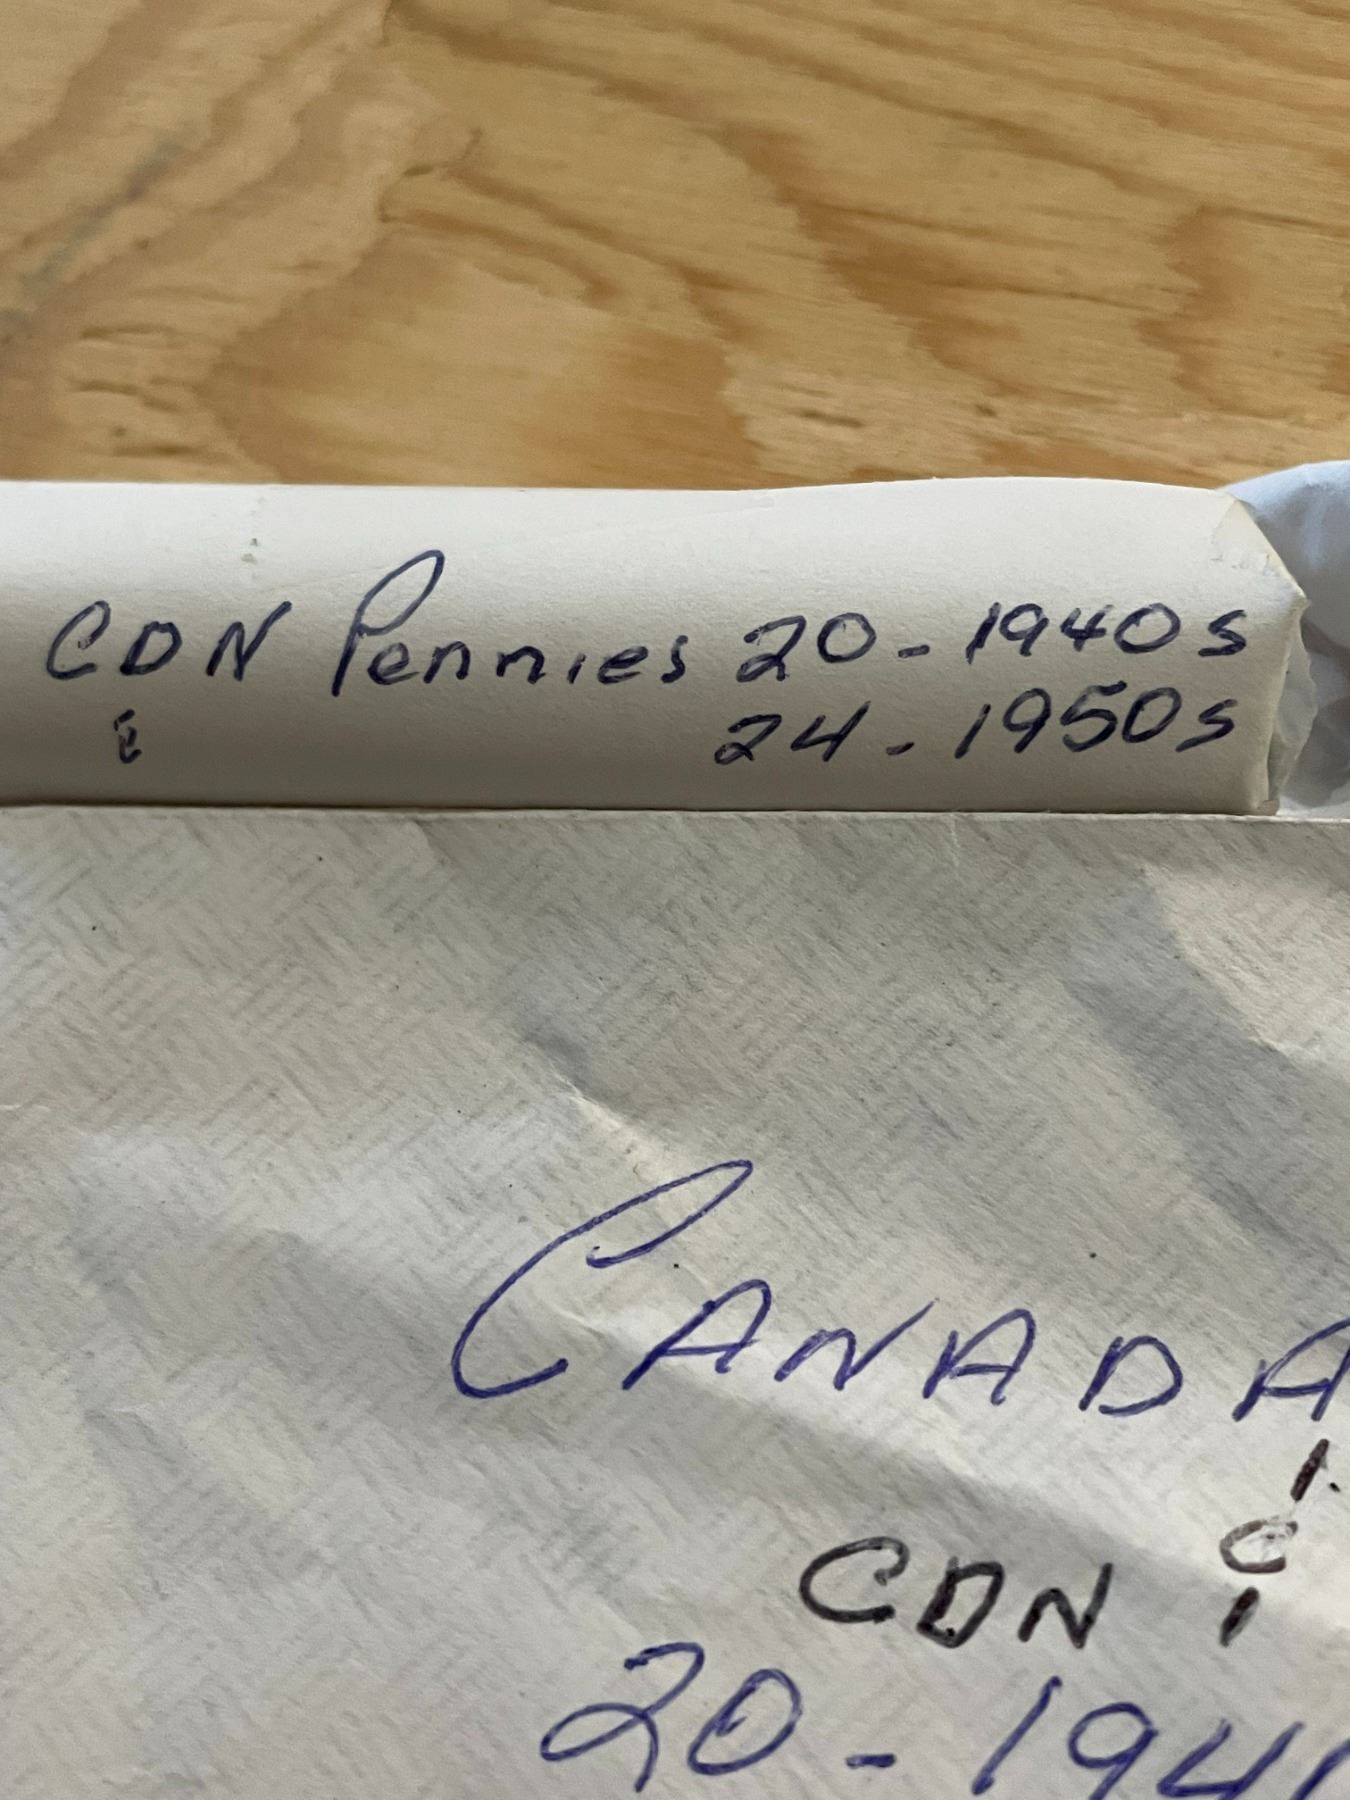 CDN Pennies 20-1940s
¢ 24-1950s
CANADA
CDN ¢
20-194